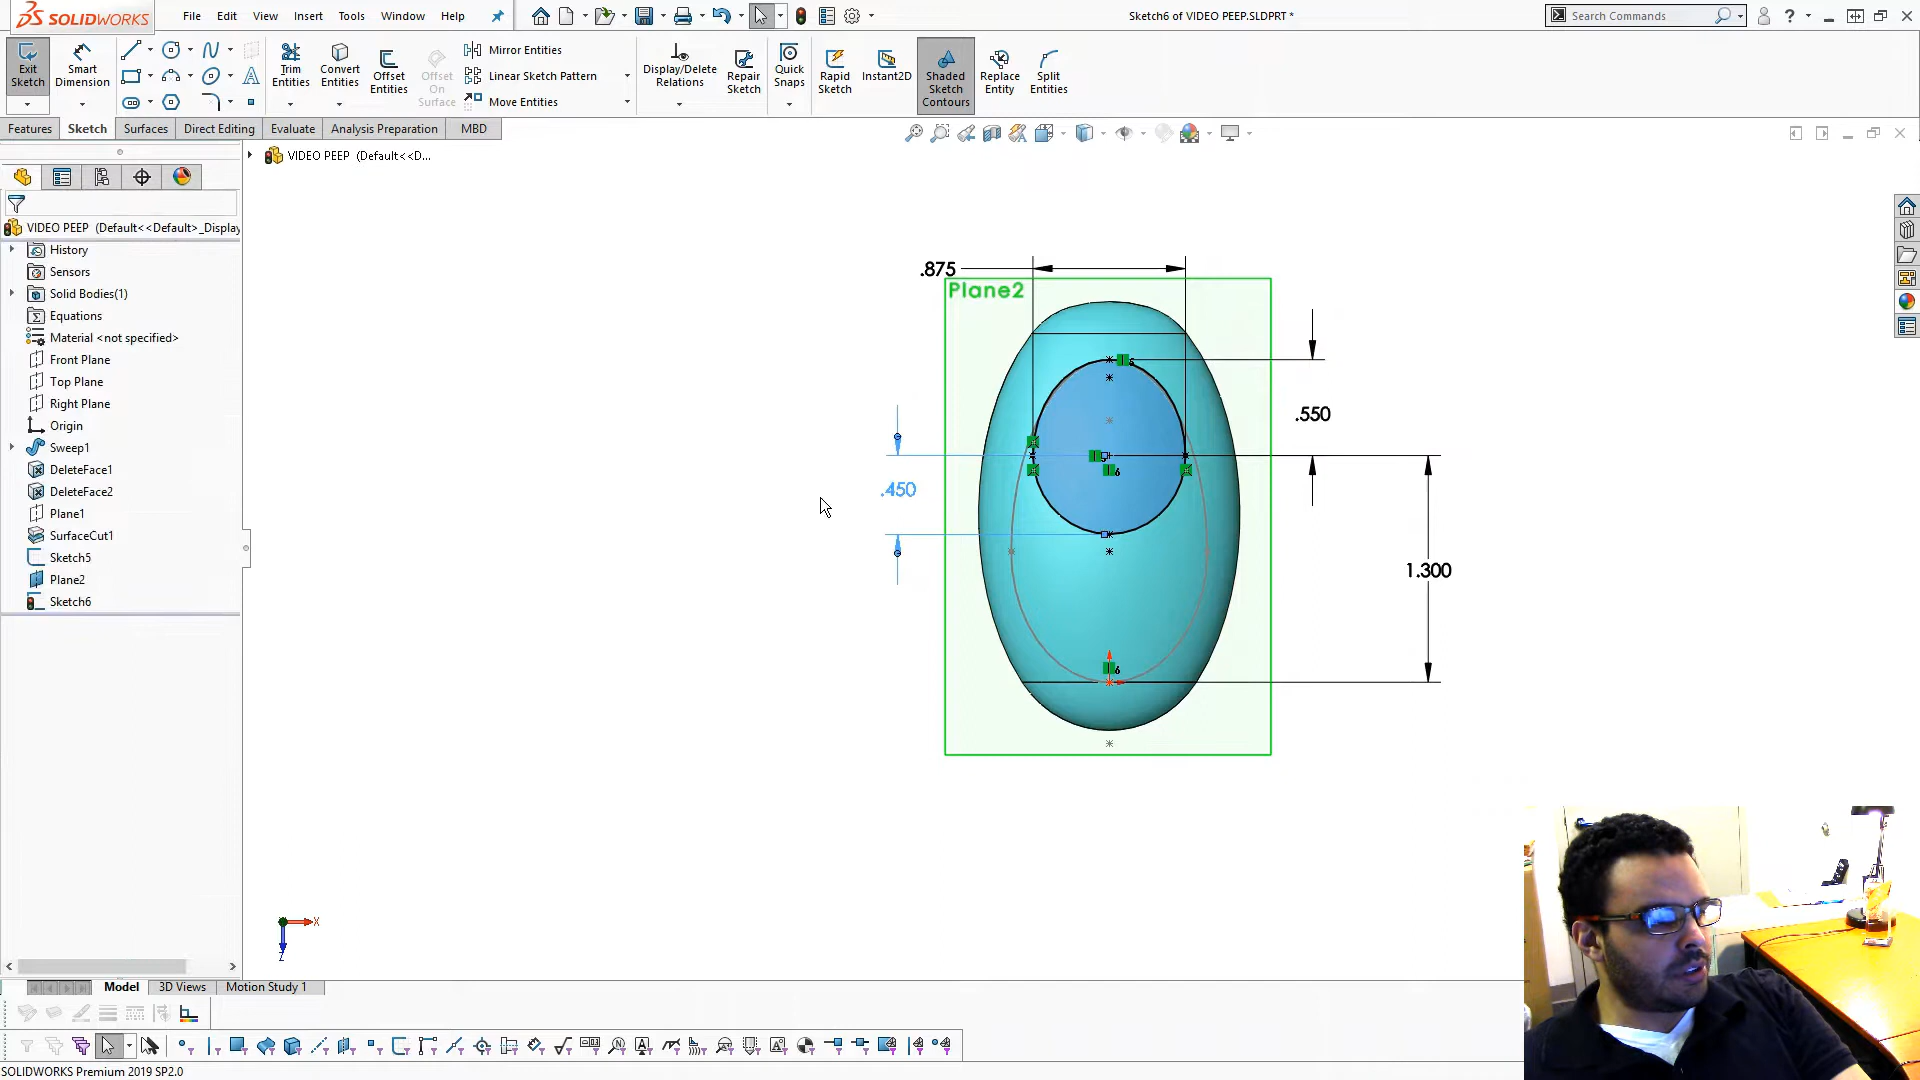 SOLIDWORKS File Edit View Insert Tools Window Help Sketch6 of VIDEO PEEP.SLDPRT * Search Commands ?
Exit Sketch
Smart Dimension
Trim Entities
Convert Entities
Offset Entities
Offset On Surface
Mirror Entities
Linear Sketch Pattern
Move Entities
Display/Delete Relations
Repair Sketch
Quick Snaps
Rapid Sketch
Instant2D
Shaded Sketch Contours
Replace Entity
Split Entities
Features Sketch Surfaces Direct Editing Evaluate Analysis Preparation MBD
VIDEO PEEP (Default<<D...
VIDEO PEEP (Default<<Default>_Display
History
Sensors
Solid Bodies(1)
Equations
Material <not specified>
Front Plane
Top Plane
Right Plane
Origin
Sweep1
DeleteFace1
DeleteFace2
Plane1
SurfaceCut1
Sketch5
Plane2
Sketch6
.875
Plane2
.550
.450
1.300
X
Z
Model 3D Views Motion Study 1
SOLIDWORKS Premium 2019 SP2.0